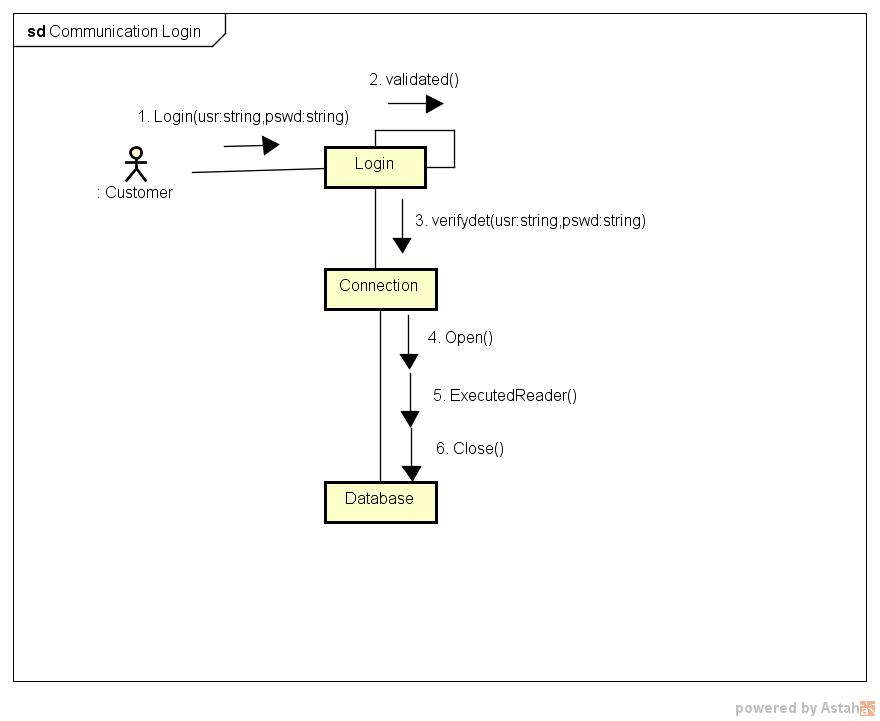 sd Communication Login
2. validated()
1. Login(usr:string,pswd:string)
Login
: Customer
3. verifydet(usr:string,pswd:string)
Connection
4. Open()
5. ExecutedReader()
6. Close()
Database
powered by Astah